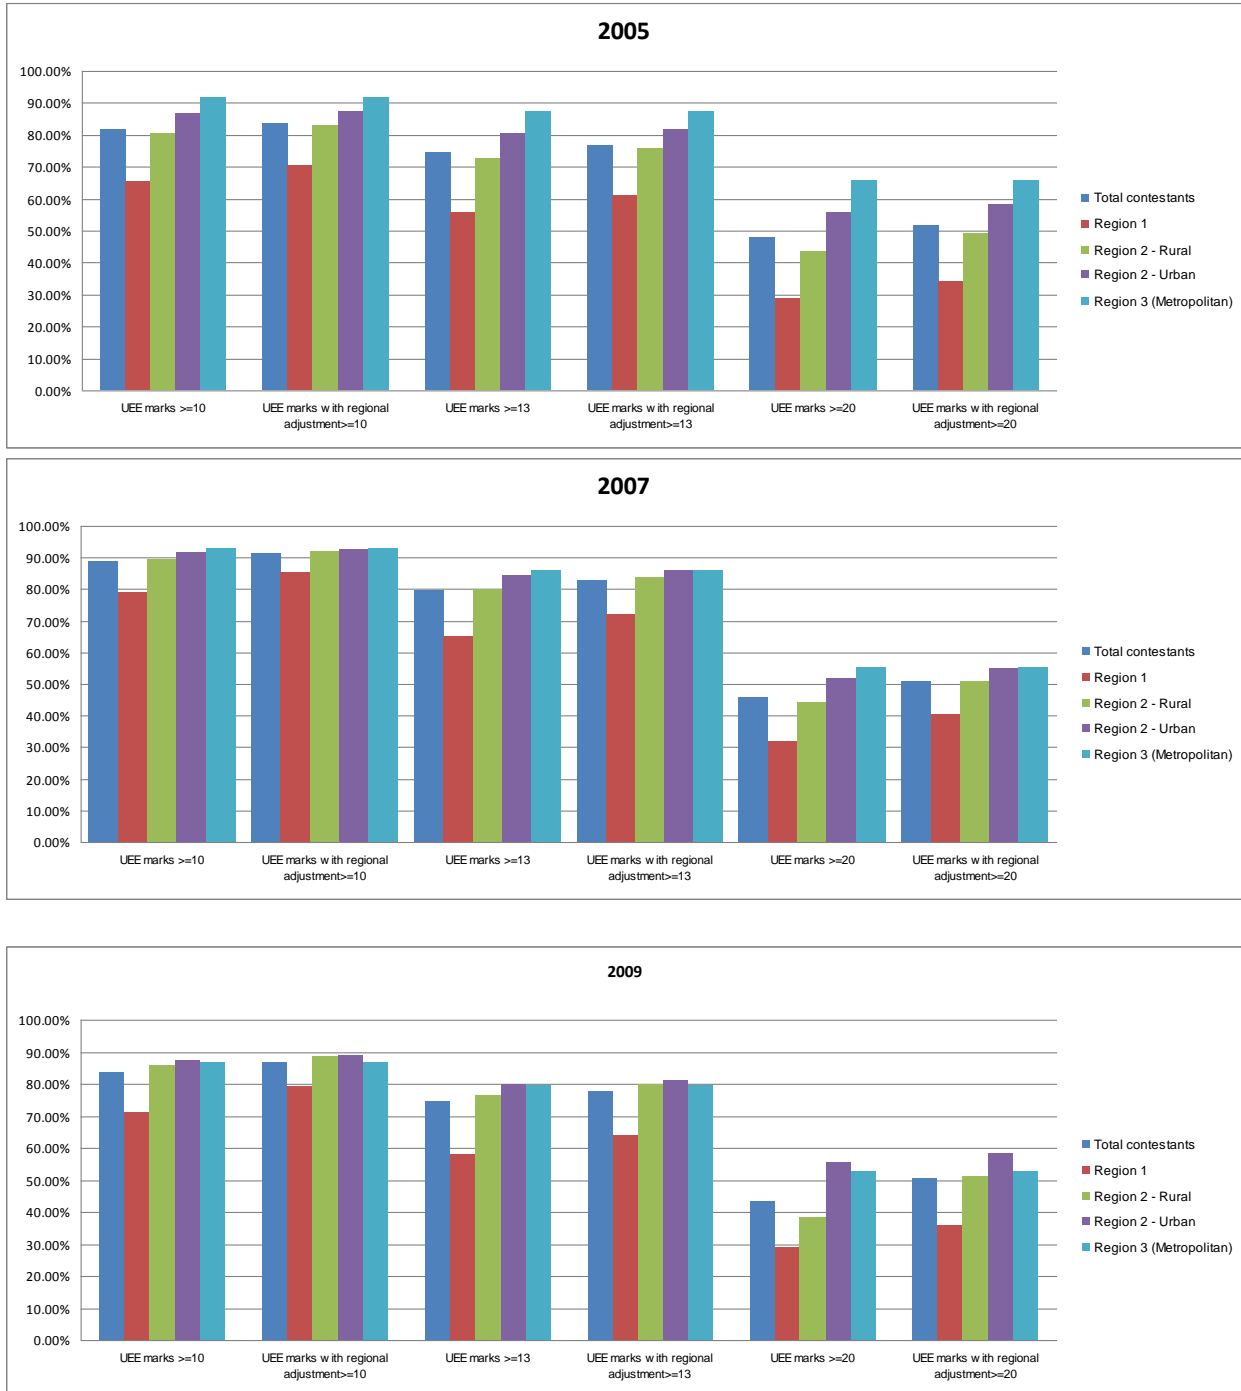 2005
100.00%
90.00%
80.00%
70.00%
60.00%
50.00%
40.00%
30.00%
20.00%
10.00%
0.00%
UEE marks >=10
UEE marks with regional
adjustment>=10
UEE marks >=13
UEE marks with regional
adjustment>=13
UEE marks >=20
UEE marks with regional
adjustment>=20
Total contestants
Region 1
Region 2 - Rural
Region 2 - Urban
Region 3 (Metropolitan)
2007
100.00%
90.00%
80.00%
70.00%
60.00%
50.00%
40.00%
30.00%
20.00%
10.00%
0.00%
UEE marks >=10
UEE marks with regional
adjustment>=10
UEE marks >=13
UEE marks with regional
adjustment>=13
UEE marks >=20
UEE marks with regional
adjustment>=20
Total contestants
Region 1
Region 2 - Rural
Region 2 - Urban
Region 3 (Metropolitan)
2009
100.00%
90.00%
80.00%
70.00%
60.00%
50.00%
40.00%
30.00%
20.00%
10.00%
0.00%
UEE marks >=10
UEE marks with regional
adjustment>=10
UEE marks >=13
UEE marks with regional
adjustment>=13
UEE marks >=20
UEE marks with regional
adjustment>=20
Total contestants
Region 1
Region 2 - Rural
Region 2 - Urban
Region 3 (Metropolitan)